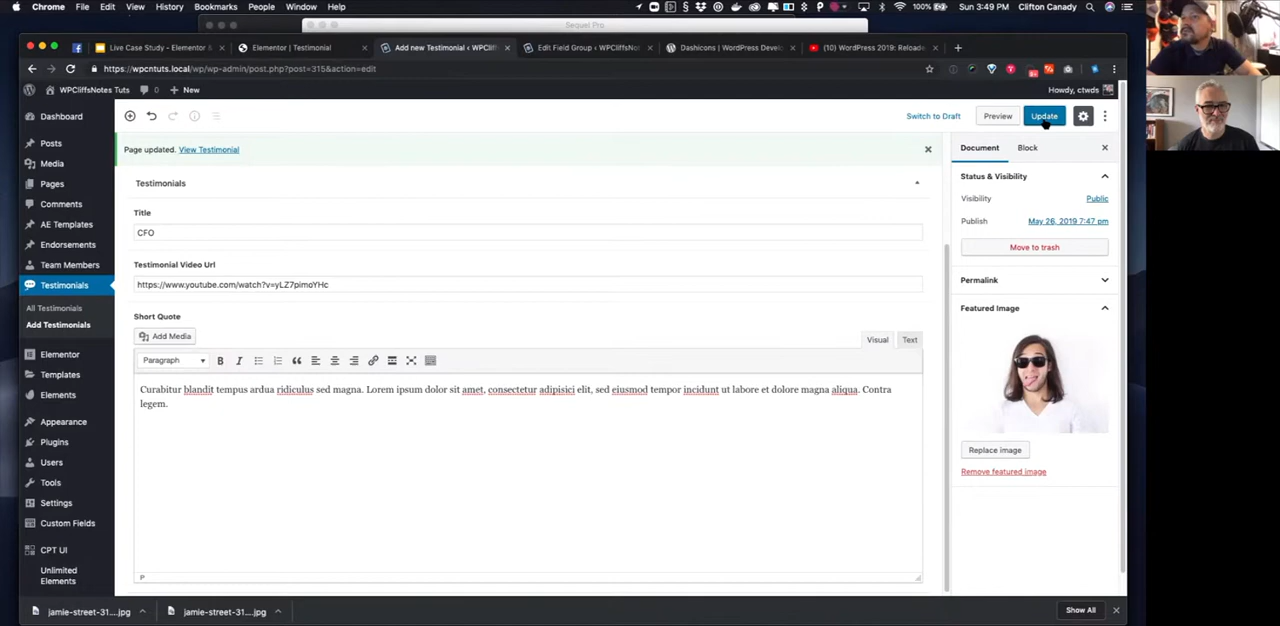 Chrome File Edit View History Bookmarks People Window Help 100% Sun 3:49 PM Clifton Canady
Sequel Pro
Live Case Study - Elementor & Elementor | Testimonial Add new Testimonial < WPCliffs Edit Field Group < WPCliffsNot Dashicons | WordPress Develo (1) WordPress 2019: Reloade
https://wpcntuts.local/wp/wp-admin/post.php?post=315&action=edit
WPCliffsNotes Tuts 0 + New Howdy, ctwds
Dashboard
Posts
Media
Pages
Comments
AE Templates
Endorsements
Team Members
Testimonials
All Testimonials
Add Testimonials
Elementor
Templates
Elements
Appearance
Plugins
Users
Tools
Settings
Custom Fields
CPT UI
Unlimited
Elements
Switch to Draft Preview Update
Page updated. View Testimonial
Testimonials
Title
CFO
Testimonial Video Url
https://www.youtube.com/watch?v=yLZ7pimoYHc
Short Quote
Add Media
Visual Text
Paragraph B I
Curabitur blandit tempus ardua ridiculus sed magna. Lorem ipsum dolor sit amet, consectetur adipisici elit, sed eiusmod tempor incidunt ut labore et dolore magna aliqua. Contra
legem.
P
Document Block
Status & Visibility
Visibility Public
Publish May 26, 2019 7:47 pm
Move to trash
Permalink
Featured Image
Replace image
Remove featured image
jamie-street-31....jpg jamie-street-31....jpg Show All